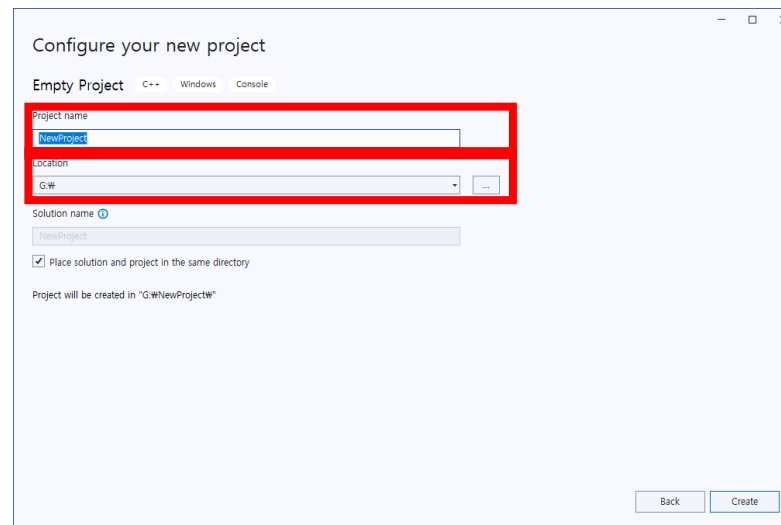 Configure your new project
Empty Project C++ Windows Console
Project name
NewProject
Location
G:₩
...
Solution name
NewProject
Place solution and project in the same directory
Project will be created in "G:₩NewProject₩"
Back Create